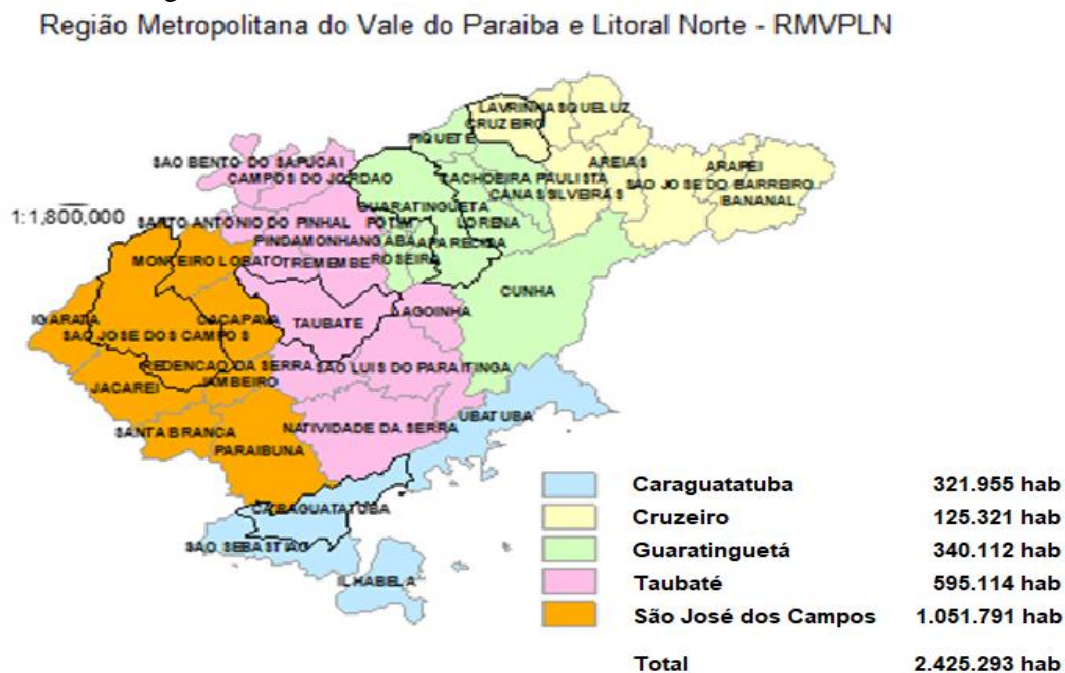 Região Metropolitana do Vale do Paraiba e Litoral Norte - RMVPLN
LAVRINHAS QUELUZ
CRUZEIRO
PIQUETE
SAO BENTO DO SAPUCAI
AREIAS
ARAPEI
CAMPOS DO JORDAO
CACHOEIRA PAULISTA
SAO JOSE DO BARREIRO
CANAS SILVEIRAS
BANANAL
GUARATINGUETA
1:1,800,000
SANTO ANTONIO DO PINHAL
POTIM
LORENA
PINDAMONHANGABA
APARECIDA
MONTEIRO LOBATO
TREMEMBE
ROSEIRA
CUNHA
LAGOINHA
IGARATA
CACAPAVA
TAUBATE
SAO JOSE DOS CAMPOS
REDENCAO DA SERRA
SAO LUIS DO PARAITINGA
JACAREI
JAMBEIRO
UBATUBA
SANTA BRANCA
NATIVIDADE DA SERRA
PARAIBUNA
CARAGUATATUBA
SAO SEBASTIAO
ILHABELA
Caraguatatuba 321.955 hab
Cruzeiro 125.321 hab
Guaratinguetá 340.112 hab
Taubaté 595.114 hab
São José dos Campos 1.051.791 hab
Total 2.425.293 hab